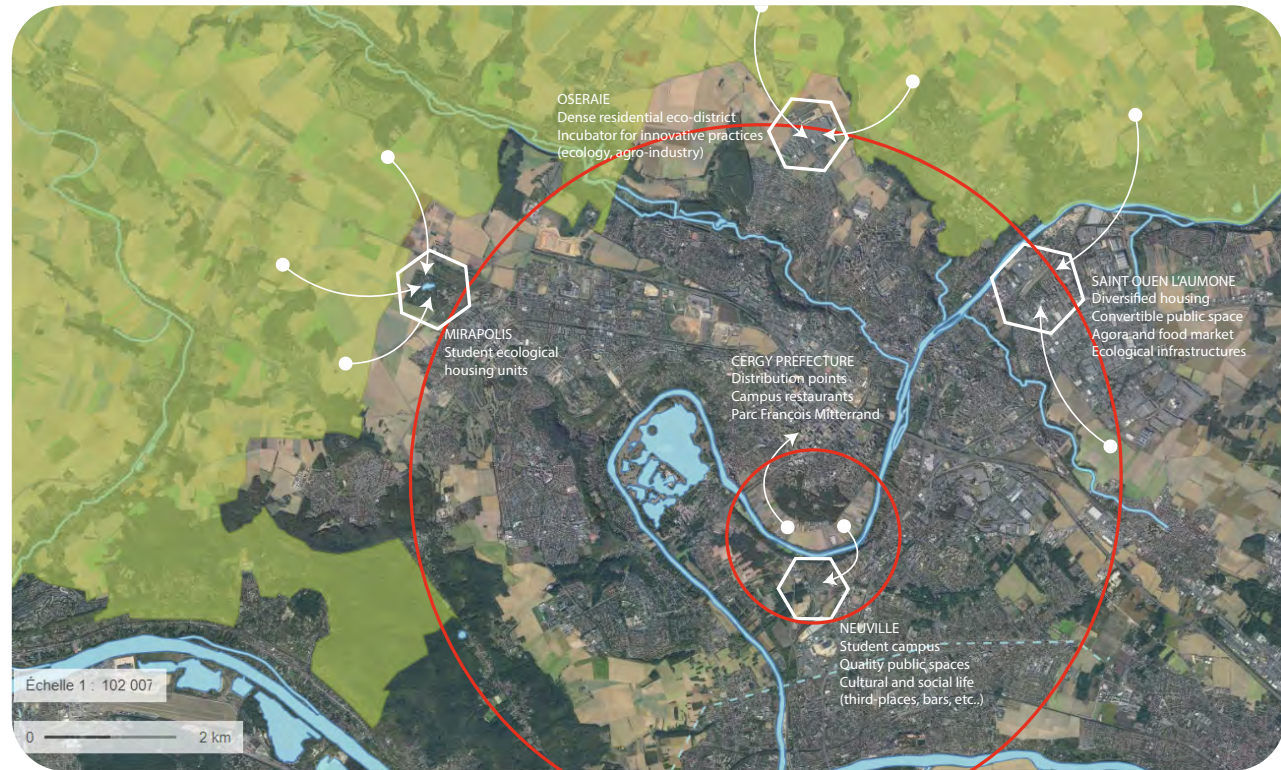 OSERAIE
Dense residential eco-district
Incubator for innovative practices
(ecology, agro-industry)
SAINT OUEN L'AUMONE
Diversified housing
Convertible public space
Agora and food market
Ecological infrastructures
MIRAPOLIS
Student ecological
housing units
CERGY PREFECTURE
Distribution points
Campus restaurants
Parc François Mitterrand
NEUVILLE
Student campus
Quality public spaces
Cultural and social life
(third-places, bars, etc..)
Échelle 1 : 102 007
0 2 km